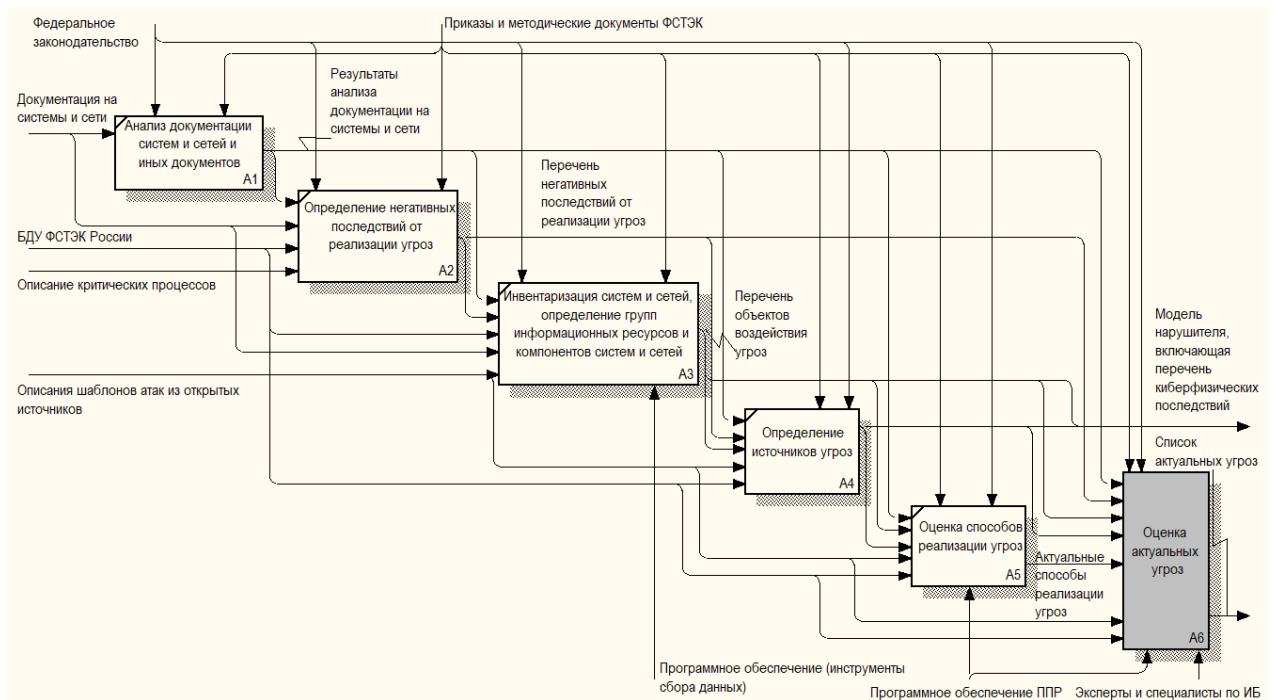 Федеральное
законодательство
Приказы и методические документы ФСТЭК
Результаты
анализа
документации на
системы и сети
Документация на
системы и сети
Анализ документации
систем и сетей и
иных документов
A1
Перечень
негативных
последствий от
реализации угроз
Определение негативных
последствий от
реализации угроз
A2
БДУ ФСТЭК России
Описание критических процессов
Инвентаризация систем и сетей,
определение групп
информационных ресурсов и
компонентов систем и сетей
A3
Перечень
объектов
воздействия
угроз
Модель
нарушителя,
включающая
перечень
киберфизических
последствий
Описания шаблонов атак из открытых
источников
Определение
источников угроз
A4
Список
актуальных угроз
Оценка способов
реализации угроз
A5
Актуальные
способы
реализации
угроз
Оценка
актуальных
угроз
A6
Программное обеспечение (инструменты
сбора данных)
Программное обеспечение ППР
Эксперты и специалисты по ИБ